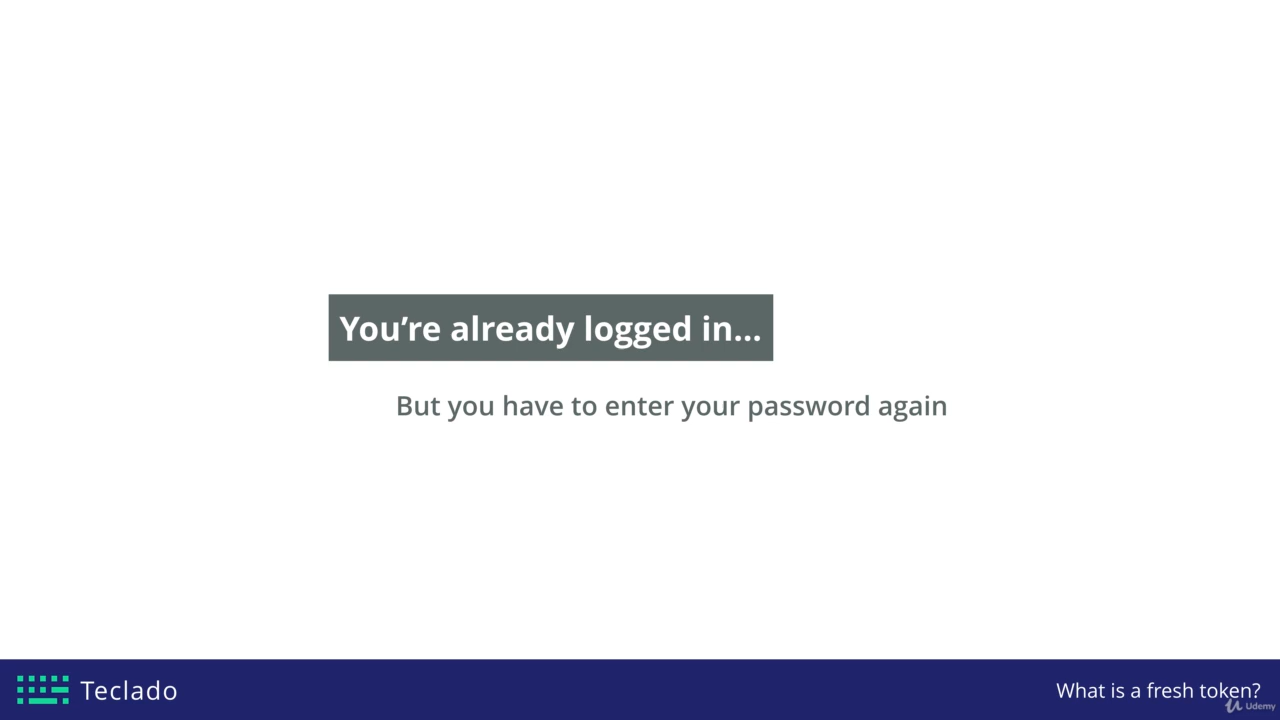 You’re already logged in...
But you have to enter your password again
Teclado
What is a fresh token?
Udemy